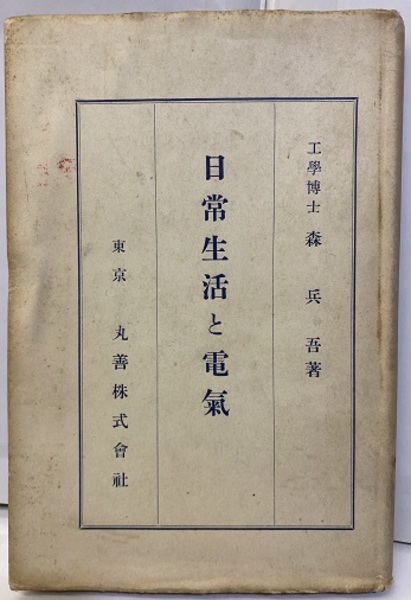 工學博士 森兵吾著
日常生活と電氣
東京 丸善株式會社